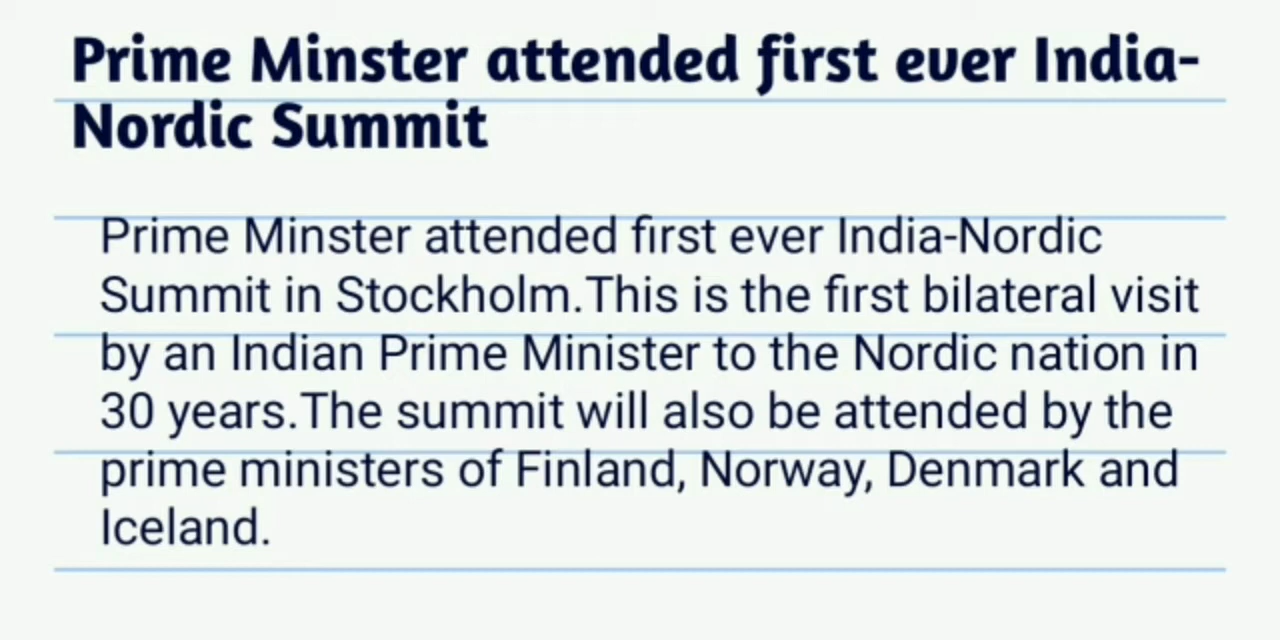 Prime Minster attended first ever India-
Nordic Summit
Prime Minster attended first ever India-Nordic
Summit in Stockholm.This is the first bilateral visit
by an Indian Prime Minister to the Nordic nation in
30 years.The summit will also be attended by the
prime ministers of Finland, Norway, Denmark and
Iceland.